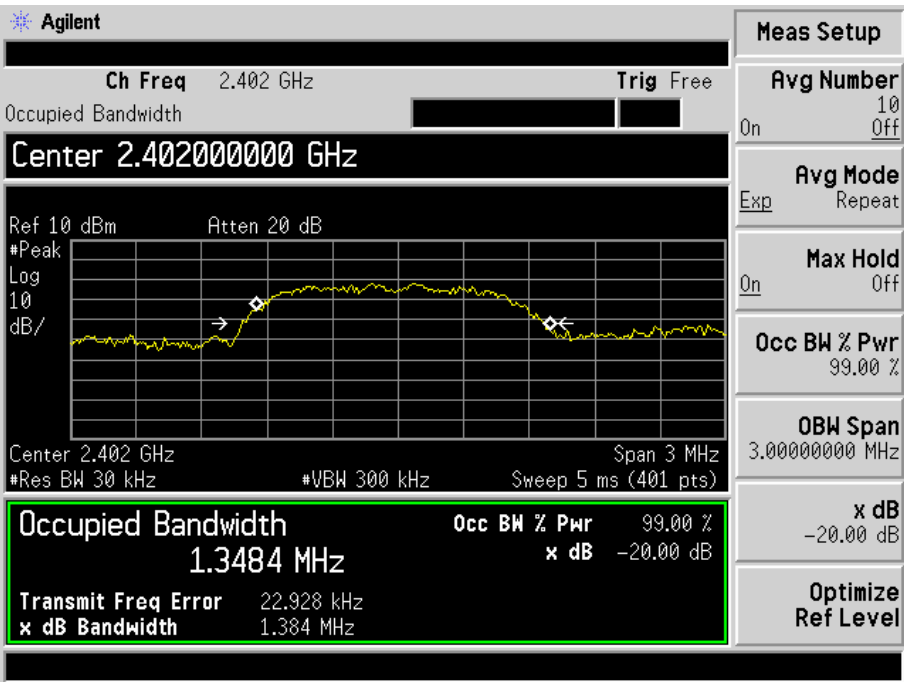 Agilent
Ch Freq 2.402 GHz Trig Free
Occupied Bandwidth
Center 2.402000000 GHz
Ref 10 dBm Atten 20 dB
#Peak
Log
10
dB/
Center 2.402 GHz Span 3 MHz
#Res BW 30 kHz #VBW 300 kHz Sweep 5 ms (401 pts)
Occupied Bandwidth
1.3484 MHz
Occ BW % Pwr 99.00 %
x dB -20.00 dB
Transmit Freq Error 22.928 kHz
x dB Bandwidth 1.384 MHz
Meas Setup
Avg Number
10
On Off
Avg Mode
Exp Repeat
Max Hold
On Off
Occ BW % Pwr
99.00 %
OBW Span
3.00000000 MHz
x dB
-20.00 dB
Optimize
Ref Level